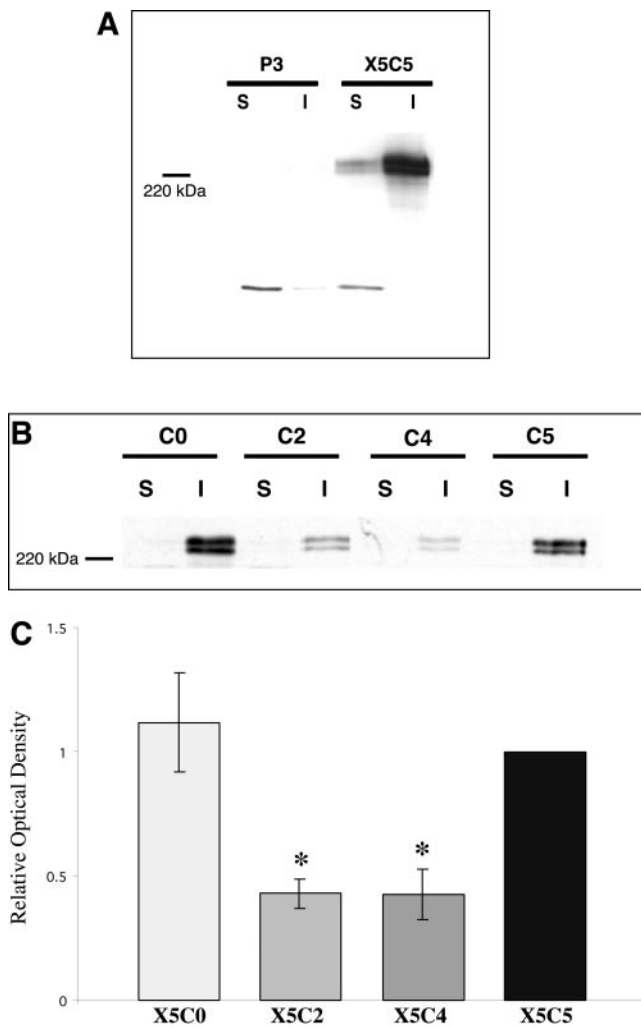 A
P3 X5C5
S I S I
220 kDa
B
C0 C2 C4 C5
S I S I S I S I
220 kDa
C
1.5
1
0.5
0
Relative Optical Density
* *
X5C0 X5C2 X5C4 X5C5